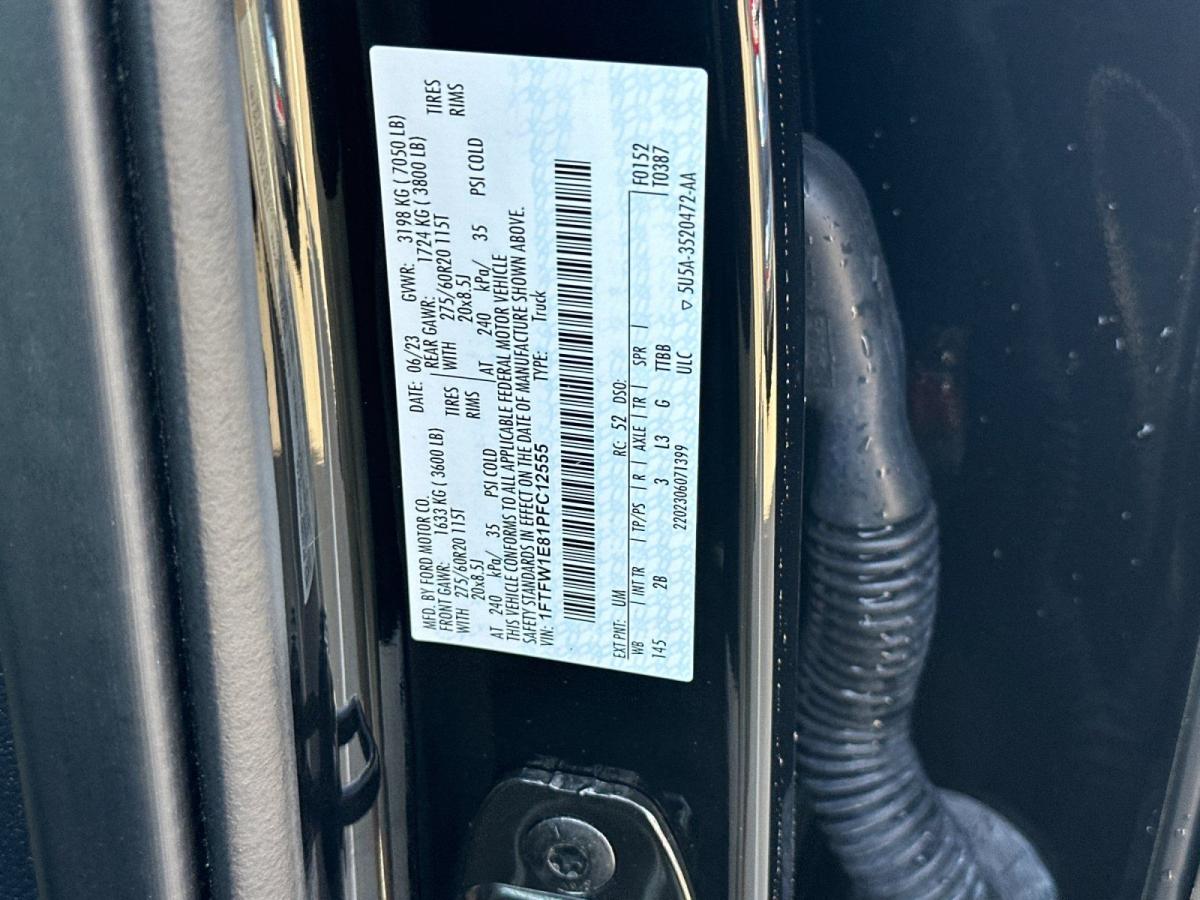 MFD. BY FORD MOTOR CO. DATE: 06/23 GVWR: 3198 KG ( 7050 LB)
FRONT GAWR: 1633 KG ( 3600 LB) REAR GAWR: 1724 KG ( 3800 LB)
WITH 275/60R20 115T TIRES WITH 275/60R20 115T TIRES
20x8.5J RIMS 20x8.5J RIMS
AT 240 kPa/ 35 PSI COLD AT 240 kPa/ 35 PSI COLD
THIS VEHICLE CONFORMS TO ALL APPLICABLE FEDERAL MOTOR VEHICLE
SAFETY STANDARDS IN EFFECT ON THE DATE OF MANUFACTURE SHOWN ABOVE.
VIN: 1FTFW1E81PFC12555 TYPE: Truck
EXT PNT: UM RC: 52 DSO: F0152
WB | INT TR | TP/PS | R | AXLE | TR | SPR | T0387
145 2B 3 L3 G TTBB
2202306071399 ULC ▽ 5U5A-3520472-AA